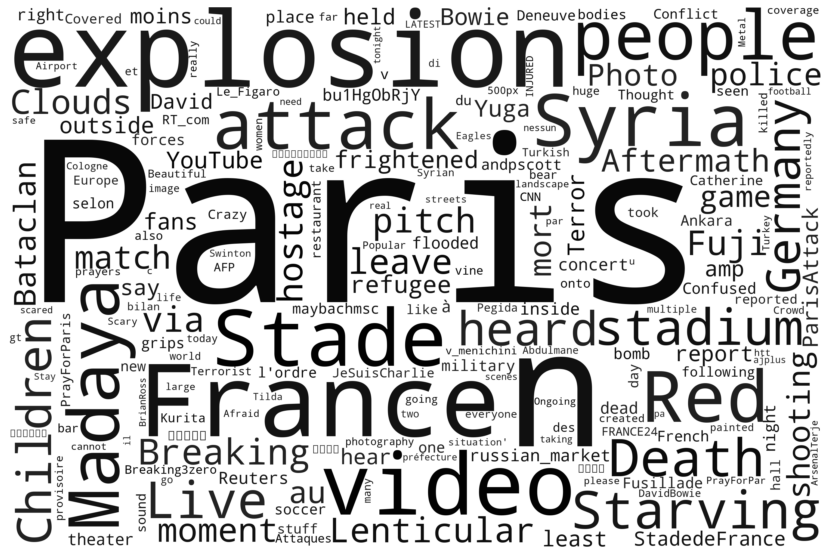 right Covered moins place far held LATEST Bowie Deneuve bodies Conflict coverage
explosion people
Airport et really tonight v di INJURED Metal
Clouds David Le_Figaro need bu1HgObRjY 500px Photo police
safe outside RT_com attack du Yuga huge Thought seen killed football
forces women Eagles nessun Syria
YouTube frightened Turkish andpscott Aftermath Germany reportedly
Bataclan Paris
Cologne Beautiful take Syrian bear Catherine
Europe image hostage restaurant landscape game
selon real streets CNN
fans Crazy pitch mort par Terror took Ankara Turkey
also Popular flooded Fuji ParisAttack
match Swinton AFP leave concert u
prayers c refugee vine onto Confused amp
say life maybachmsc like à Pegida inside multiple reported Crowd
scared bilan Madaya via
gt Scary grips today Stade heard stadium
Children PrayForParis new world v_menichini Abdulmane bomb report htt ajplus
Stay Terrorist l'ordre JeSuisCharlie military day following
BrianRoss large France scenes n Red shooting
Kurita Afraid Tilda going two everyone Ongoing dead created pa
bar des FRANCE24 French painted night
cannot il Breaking photography one situation' taking
hear préfecture russian_market Death hall ArsenalTerje
provisoire Breaking3zero Reuters video many please Fusillade PrayForPar
go Live au DavidBowie
sound soccer Starving
theater moment stuff Attaques Lenticular least StadedeFrance